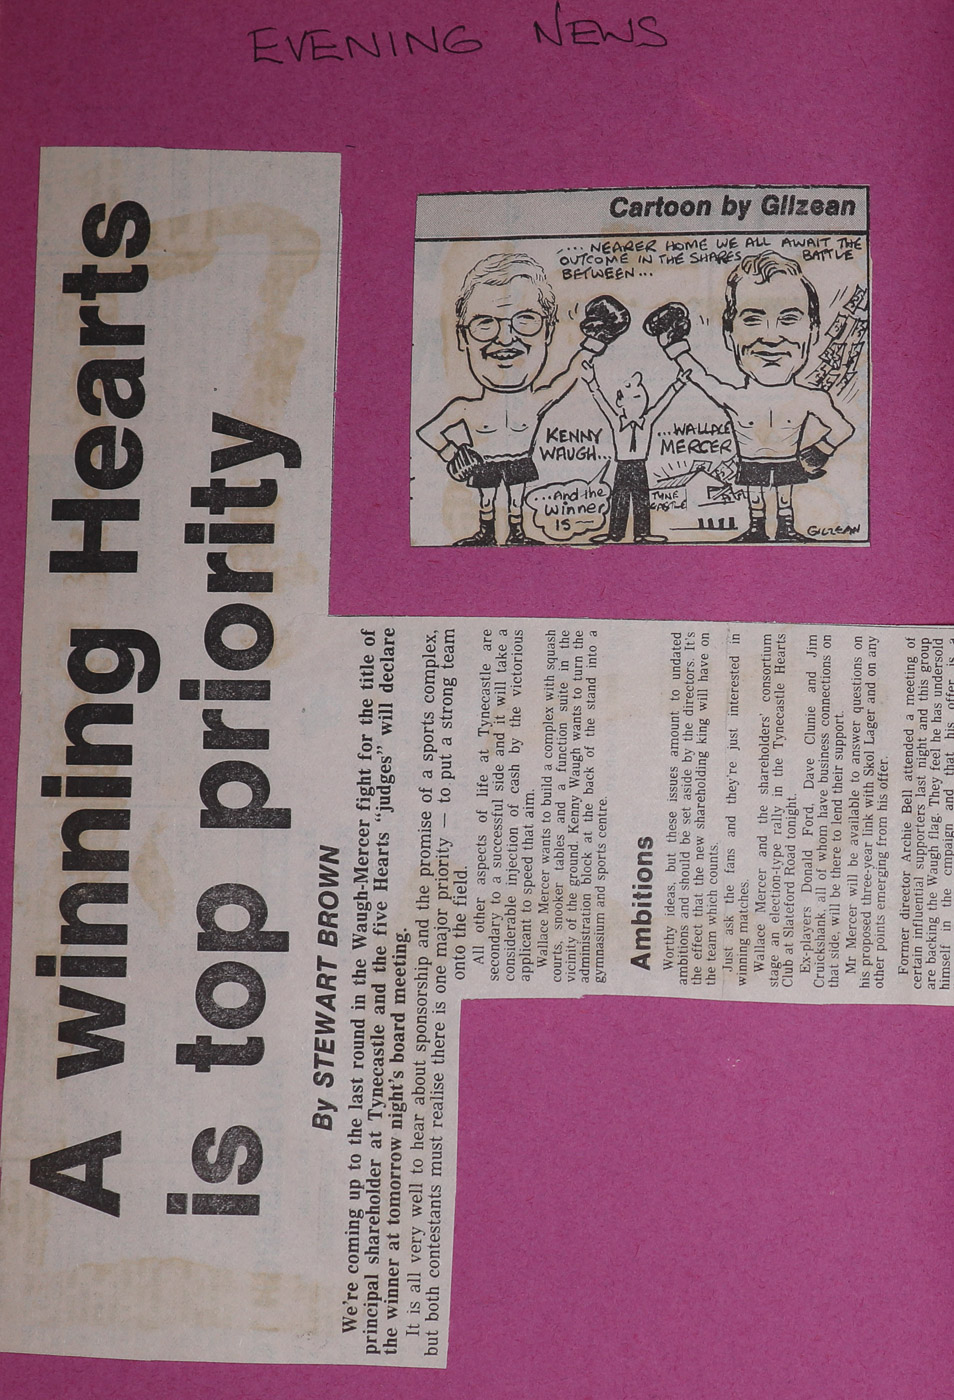 EVENING NEWS
A winning Hearts
is top priority
By STEWART BROWN
We're coming up to the last round in the Waugh-Mercer fight for the title of
principal shareholder at Tynecastle and the five Hearts "judges" will declare
the winner at tomorrow night's board meeting.
It is all very well to hear about sponsorship and the promise of a sports complex,
but both contestants must realise there is one major priority — to put a strong team
onto the field.
All other aspects of life at Tynecastle are
secondary to a successful side and it will take a
considerable injection of cash by the victorious
applicant to speed that aim.
Wallace Mercer wants to build a complex with squash
courts, snooker tables and a function suite in the
vicinity of the ground. Kenny Waugh wants to turn the
administration block at the back of the stand into a
gymnasium and sports centre.
Ambitions
Worthy ideas, but these issues amount to undated
ambitions and should be set aside by the directors. It's
the effect that the new shareholding king will have on
the team which counts.
Just ask the fans and they're just interested in
winning matches.
Wallace Mercer and the shareholders' consortium
stage an election-type rally in the Tynecastle Hearts
Club at Slateford Road tonight.
Ex-players Donald Ford, Dave Clunie and Jim
Cruickshank, all of whom have business connections on
that side, will be there to lend their support.
Mr Mercer will be available to answer questions on
his proposed three-year link with Skol Lager and on any
other points emerging from his offer.
Former director Archie Bell attended a meeting of
certain influential supporters last night and this group
are backing the Waugh flag. They feel he has undersold
himself in the cmpaign and that his offer is a
Cartoon by Gilzean
.... NEARER HOME WE ALL AWAIT THE
OUTCOME IN THE SHARES BATTLE
BETWEEN...
KENNY
WAUGH...
...WALLACE
MERCER
...And the
winner
IS —
TYNE
CASTLE
GILZEAN